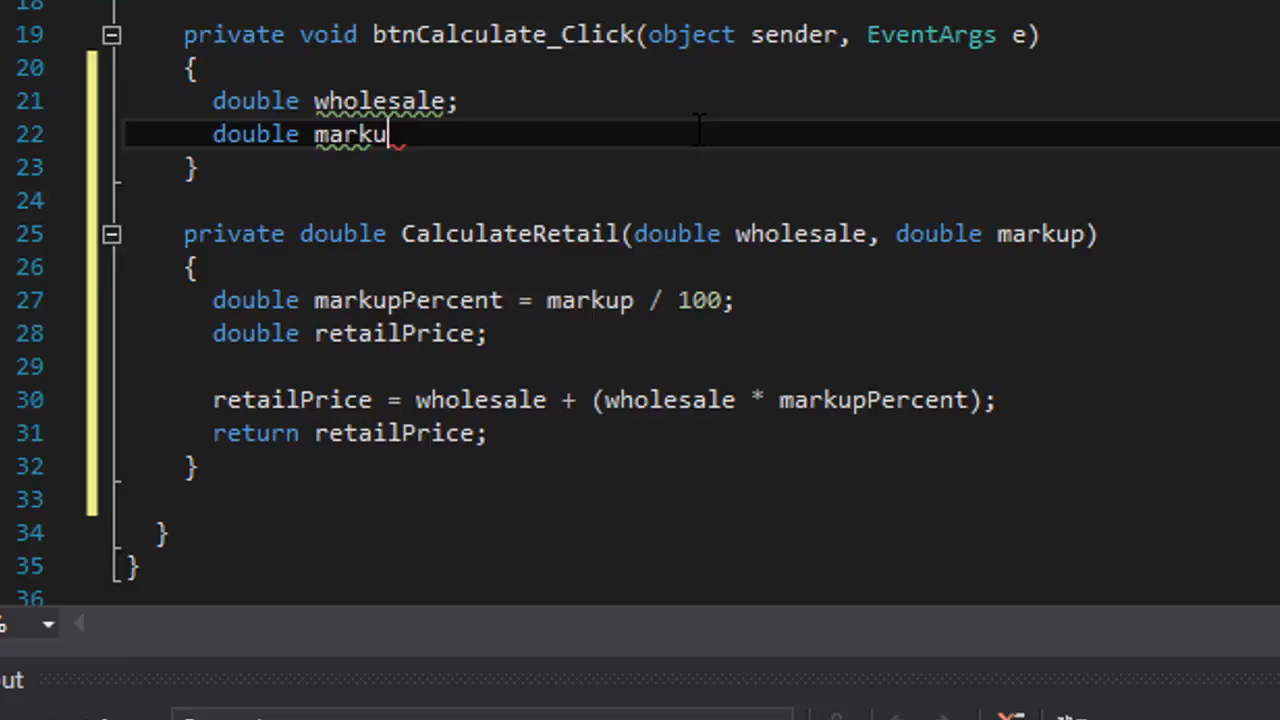 18
19 private void btnCalculate_Click(object sender, EventArgs e)
20 {
21 double wholesale;
22 double marku
23 }
24
25 private double CalculateRetail(double wholesale, double markup)
26 {
27 double markupPercent = markup / 100;
28 double retailPrice;
29
30 retailPrice = wholesale + (wholesale * markupPercent);
31 return retailPrice;
32 }
33
34 }
35 }
36
%
out